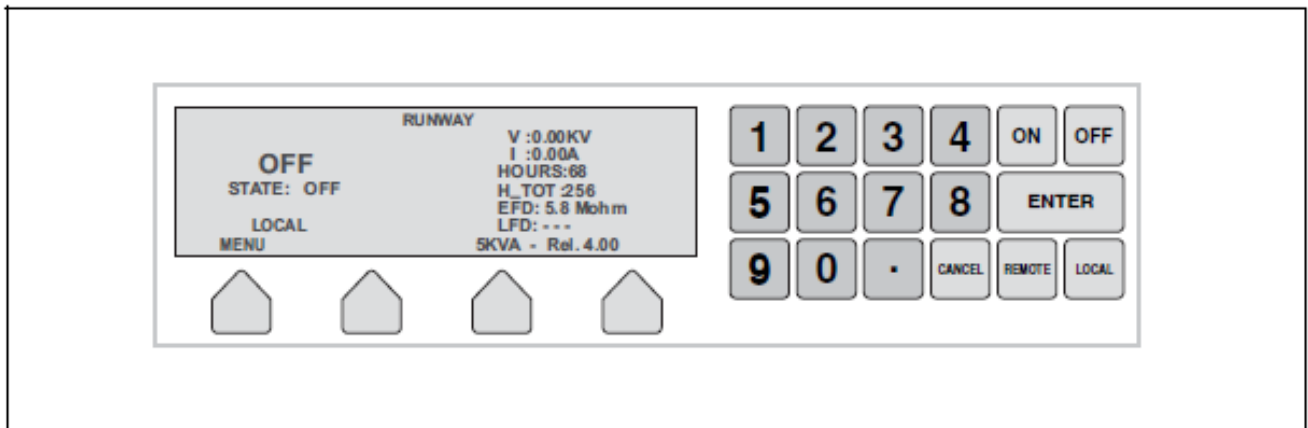 RUNWAY
OFF
STATE: OFF
LOCAL
MENU
V :0.00KV
I :0.00A
HOURS:68
H_TOT :256
EFD: 5.8 Mohm
LFD: - - -
5KVA - Rel. 4.00
1 2 3 4 ON OFF
5 6 7 8 ENTER
9 0 . CANCEL REMOTE LOCAL